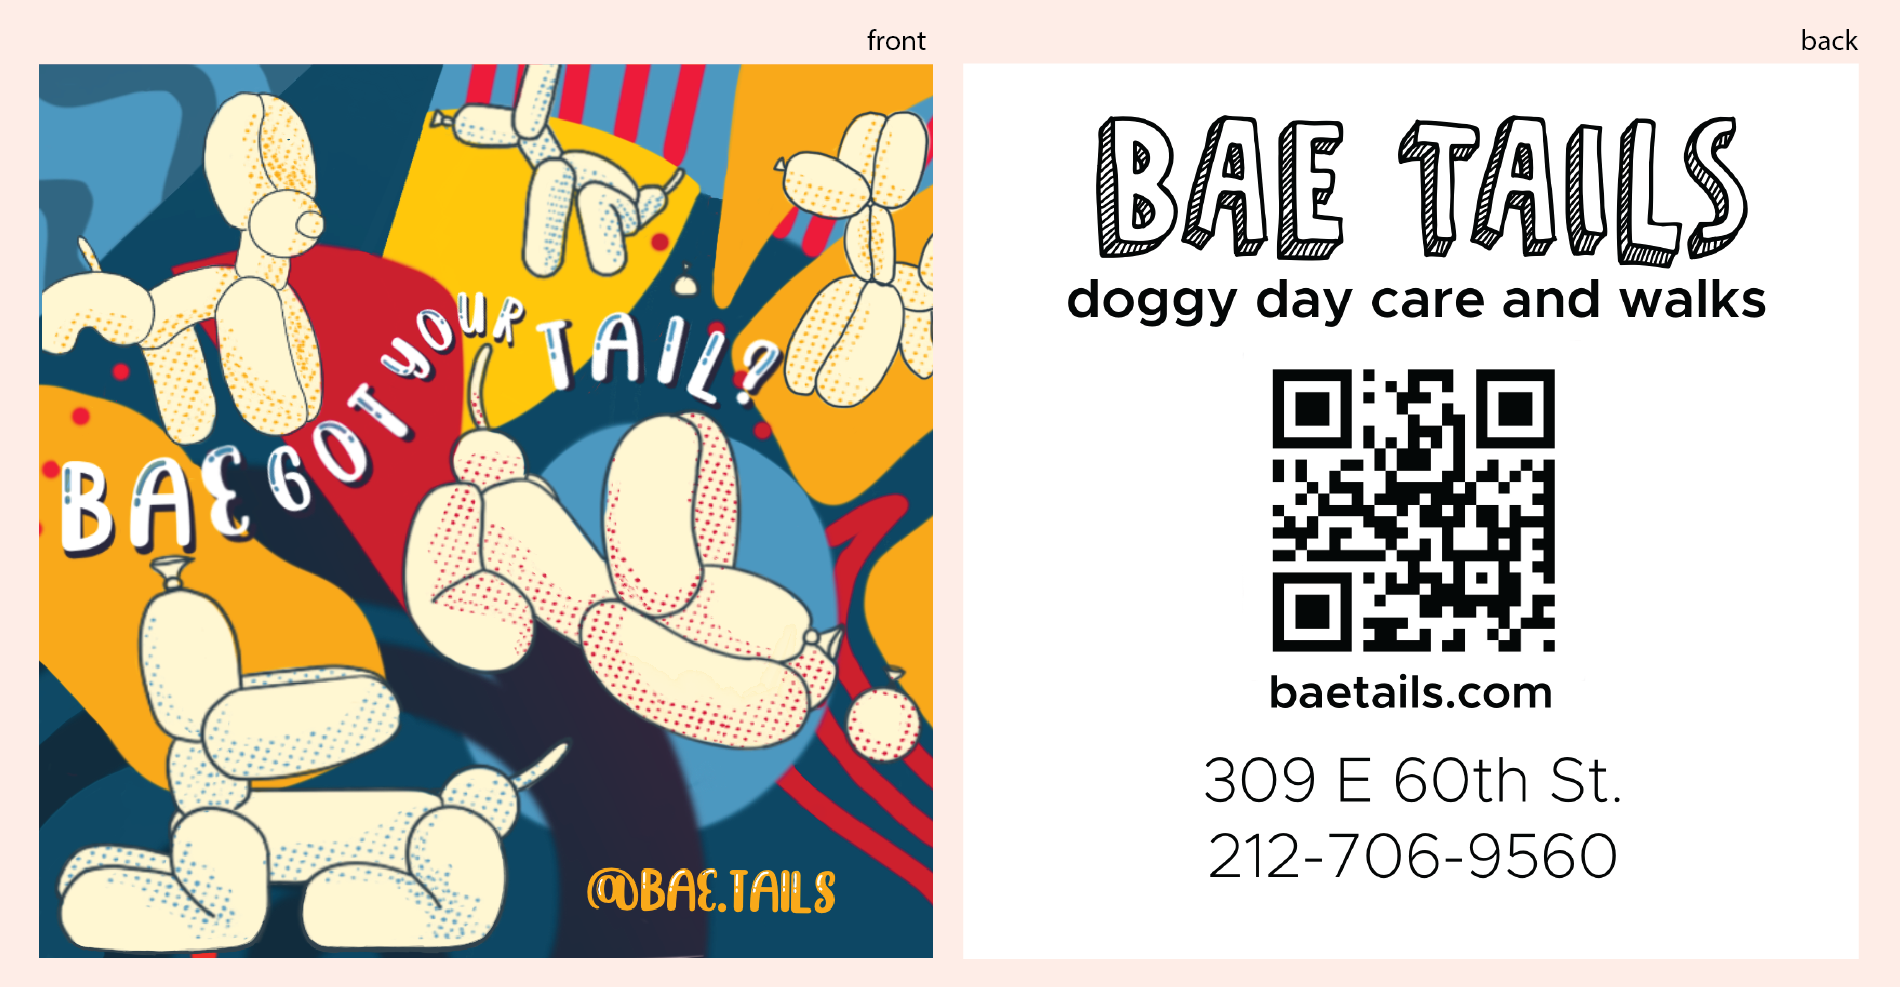 front
BAE GOT YOUR TAIL?
@BAE.TAILS
back
BAE TAILS
doggy day care and walks
baetails.com
309 E 60th St.
212-706-9560